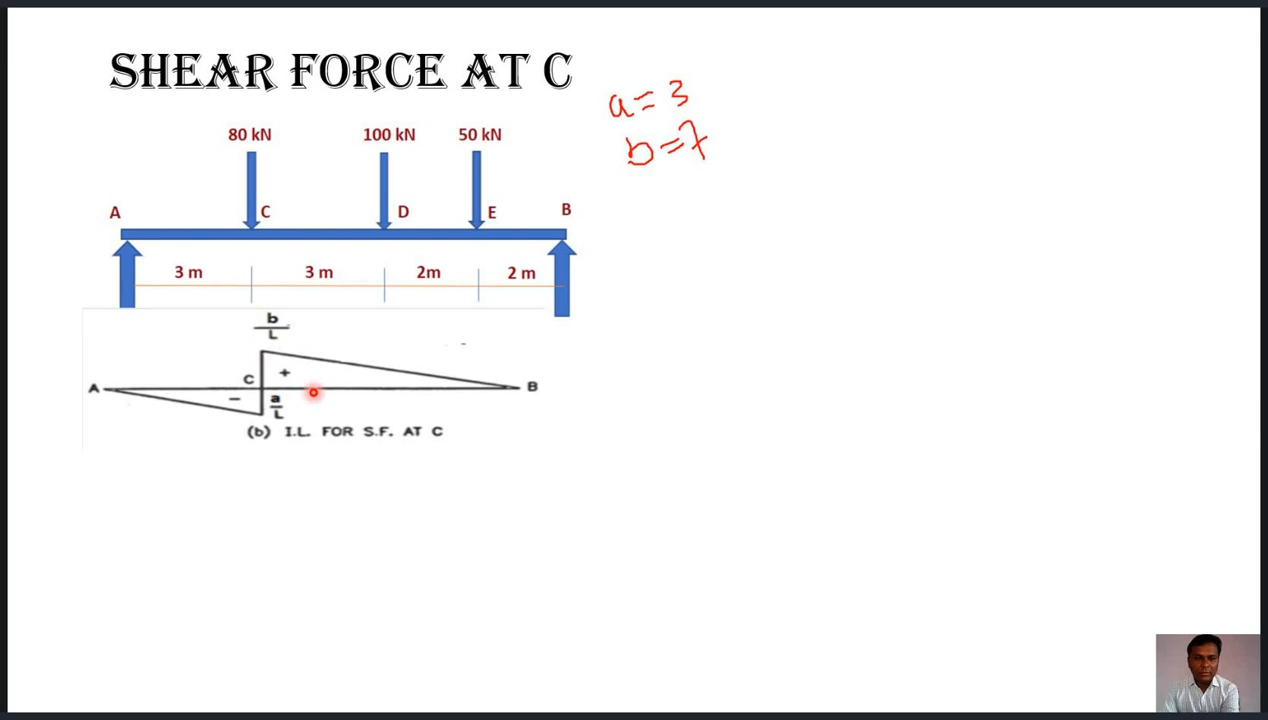 SHEAR FORCE AT C
a = 3
b = 7
80 kN 100 kN 50 kN
A C D E B
3 m 3 m 2m 2 m
b
L
C +
A B
– a
L
(b) I.L. FOR S.F. AT C